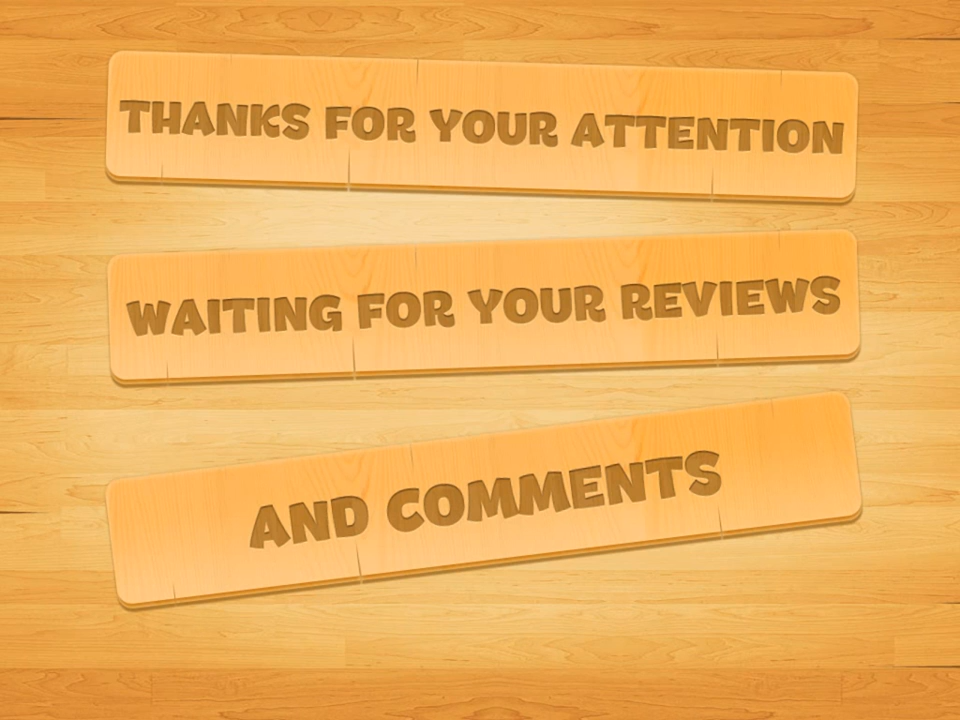 THANKS FOR YOUR ATTENTION
WAITING FOR YOUR REVIEWS
AND COMMENTS